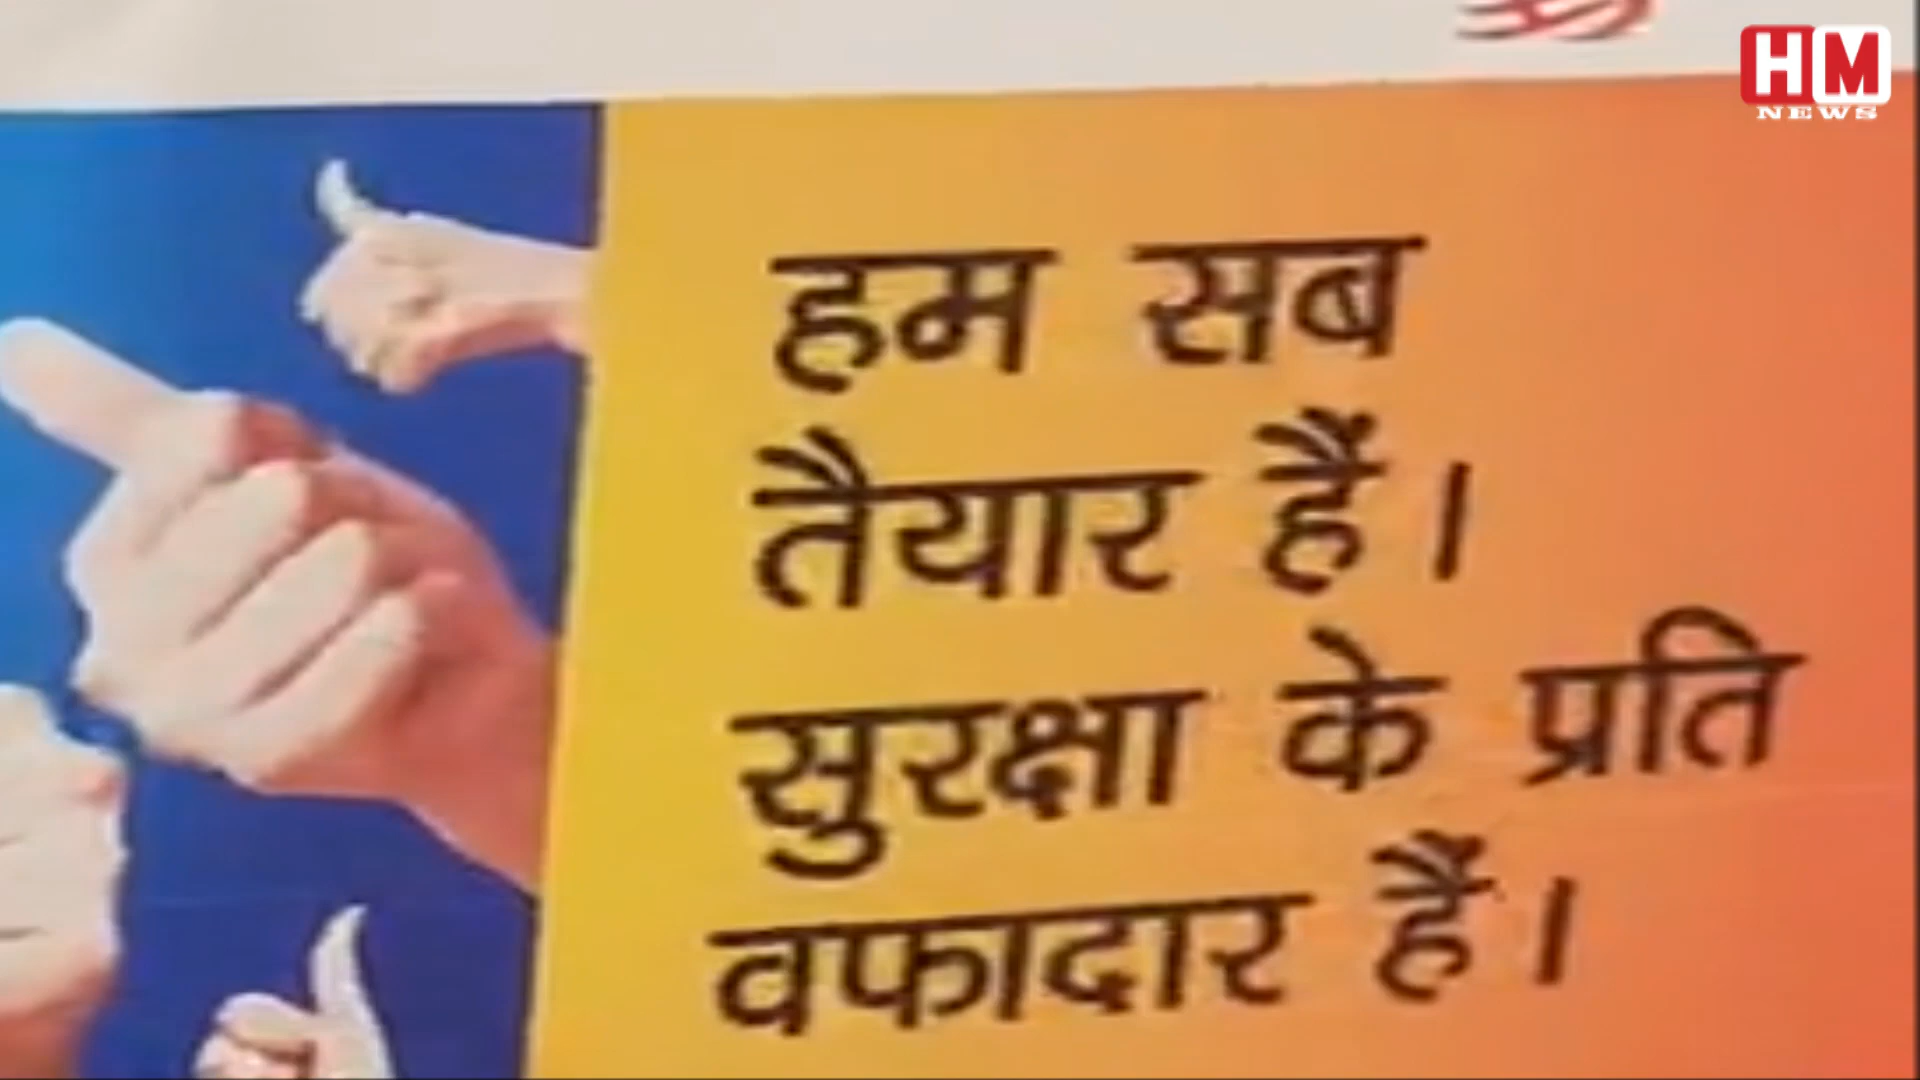 HM
NEWS
हम सब
तैयार हैं।
सुरक्षा के प्रति
वफादार हैं।